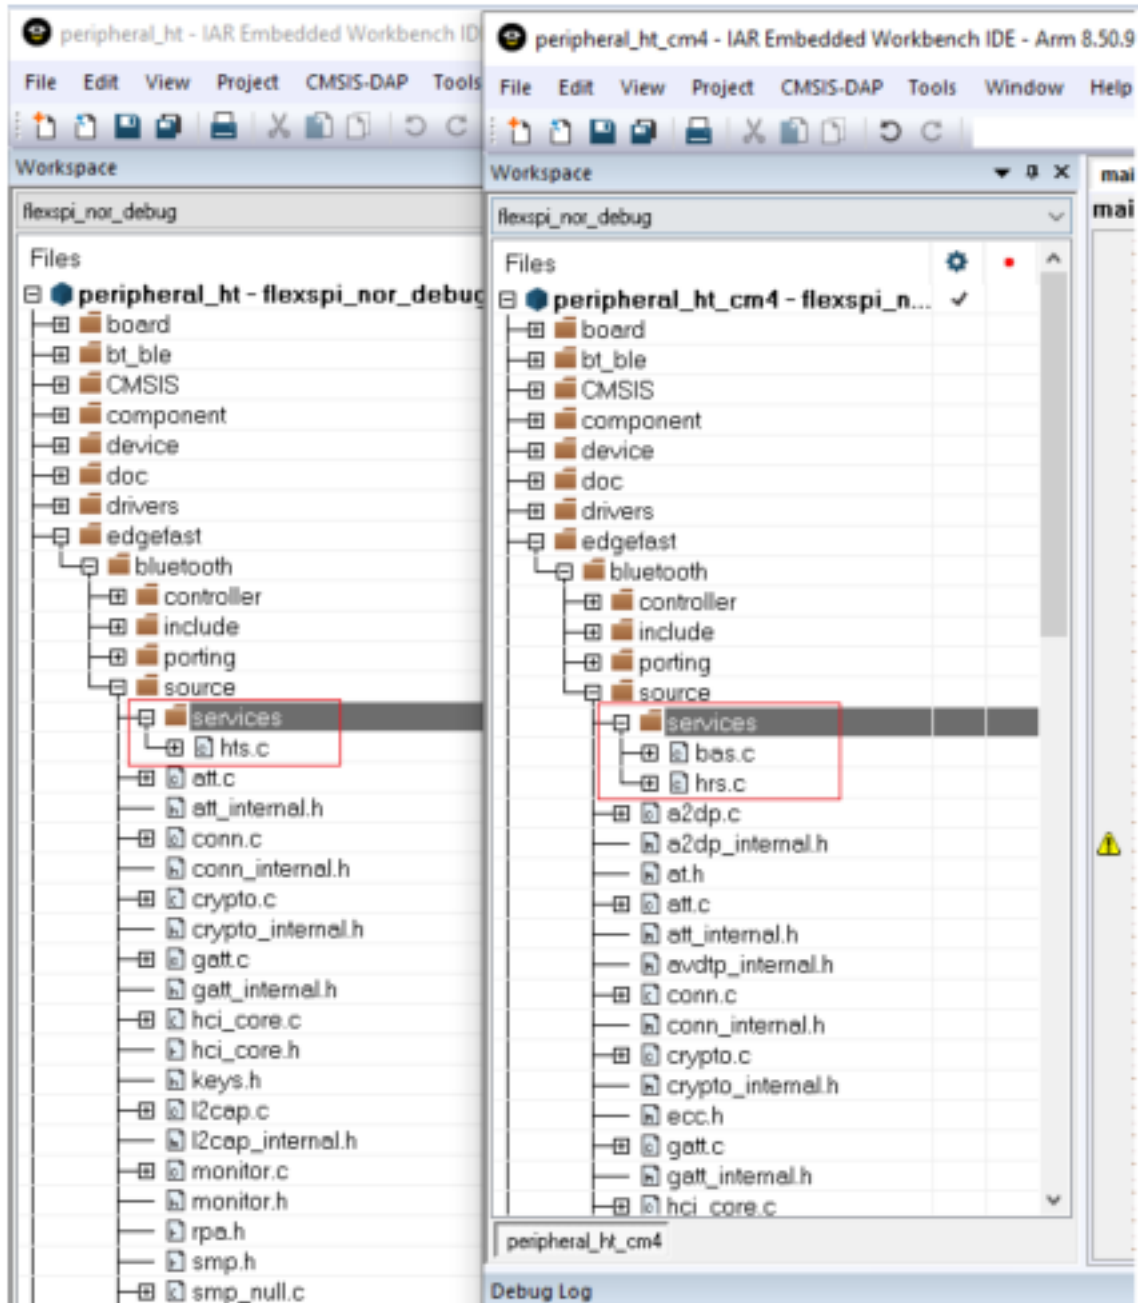 peripheral_ht - IAR Embedded Workbench ID
File Edit View Project CMSIS-DAP Tools
Workspace
flexspi_nor_debug
Files
peripheral_ht - flexspi_nor_debug
board
bt_ble
CMSIS
component
device
doc
drivers
edgefast
bluetooth
controller
include
porting
source
services
hts.c
att.c
att_internal.h
conn.c
conn_internal.h
crypto.c
crypto_internal.h
gatt.c
gatt_internal.h
hci_core.c
hci_core.h
keys.h
l2cap.c
l2cap_internal.h
monitor.c
monitor.h
rpa.h
smp.h
smp_null.c
peripheral_ht_cm4 - IAR Embedded Workbench IDE - Arm 8.50.9
File Edit View Project CMSIS-DAP Tools Window Help
Workspace
flexspi_nor_debug
Files
peripheral_ht_cm4 - flexspi_n...
board
bt_ble
CMSIS
component
device
doc
drivers
edgefast
bluetooth
controller
include
porting
source
services
bas.c
hrs.c
a2dp.c
a2dp_internal.h
at.h
att.c
att_internal.h
avdtp_internal.h
conn.c
conn_internal.h
crypto.c
crypto_internal.h
ecc.h
gatt.c
gatt_internal.h
hci_core.c
peripheral_ht_cm4
Debug Log
mai
mai